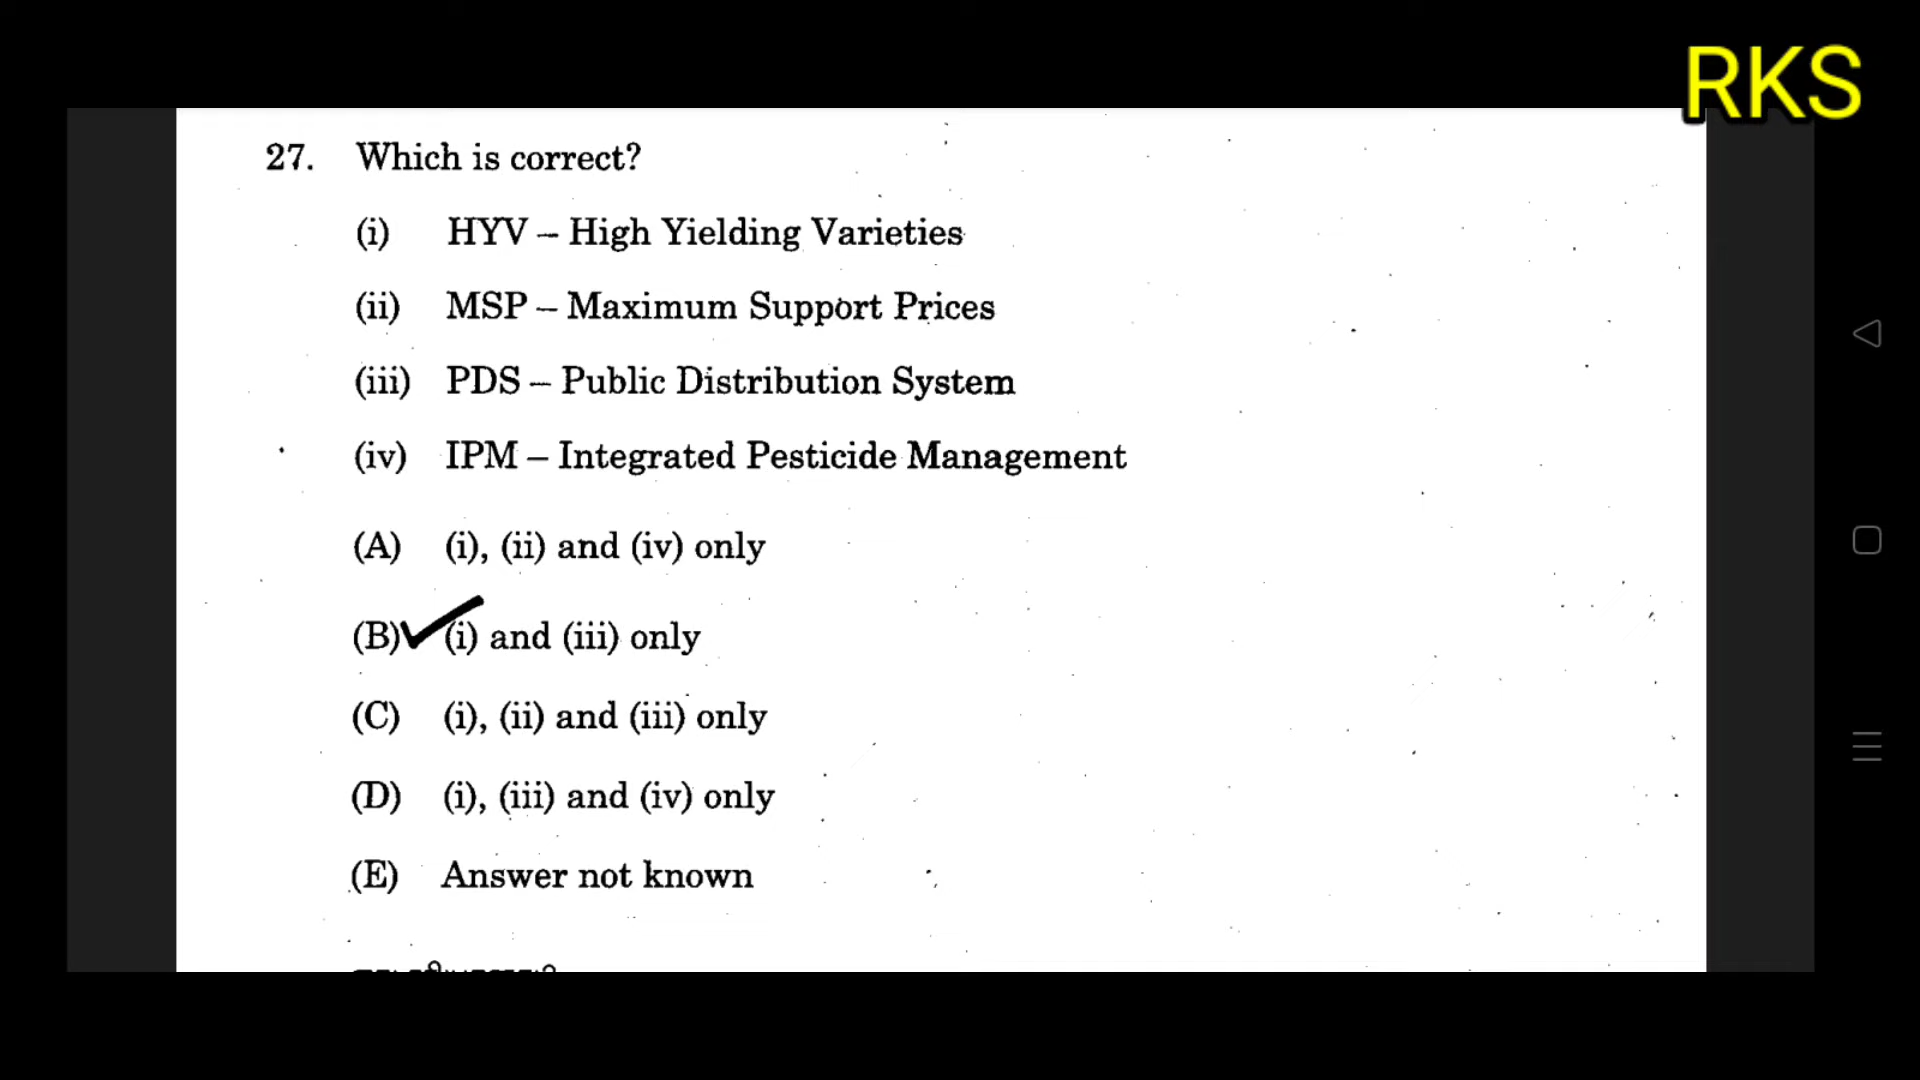 RKS
27. Which is correct?
(i) HYV – High Yielding Varieties
(ii) MSP – Maximum Support Prices
(iii) PDS – Public Distribution System
(iv) IPM – Integrated Pesticide Management
(A) (i), (ii) and (iv) only
(B) (i) and (iii) only
(C) (i), (ii) and (iii) only
(D) (i), (iii) and (iv) only
(E) Answer not known